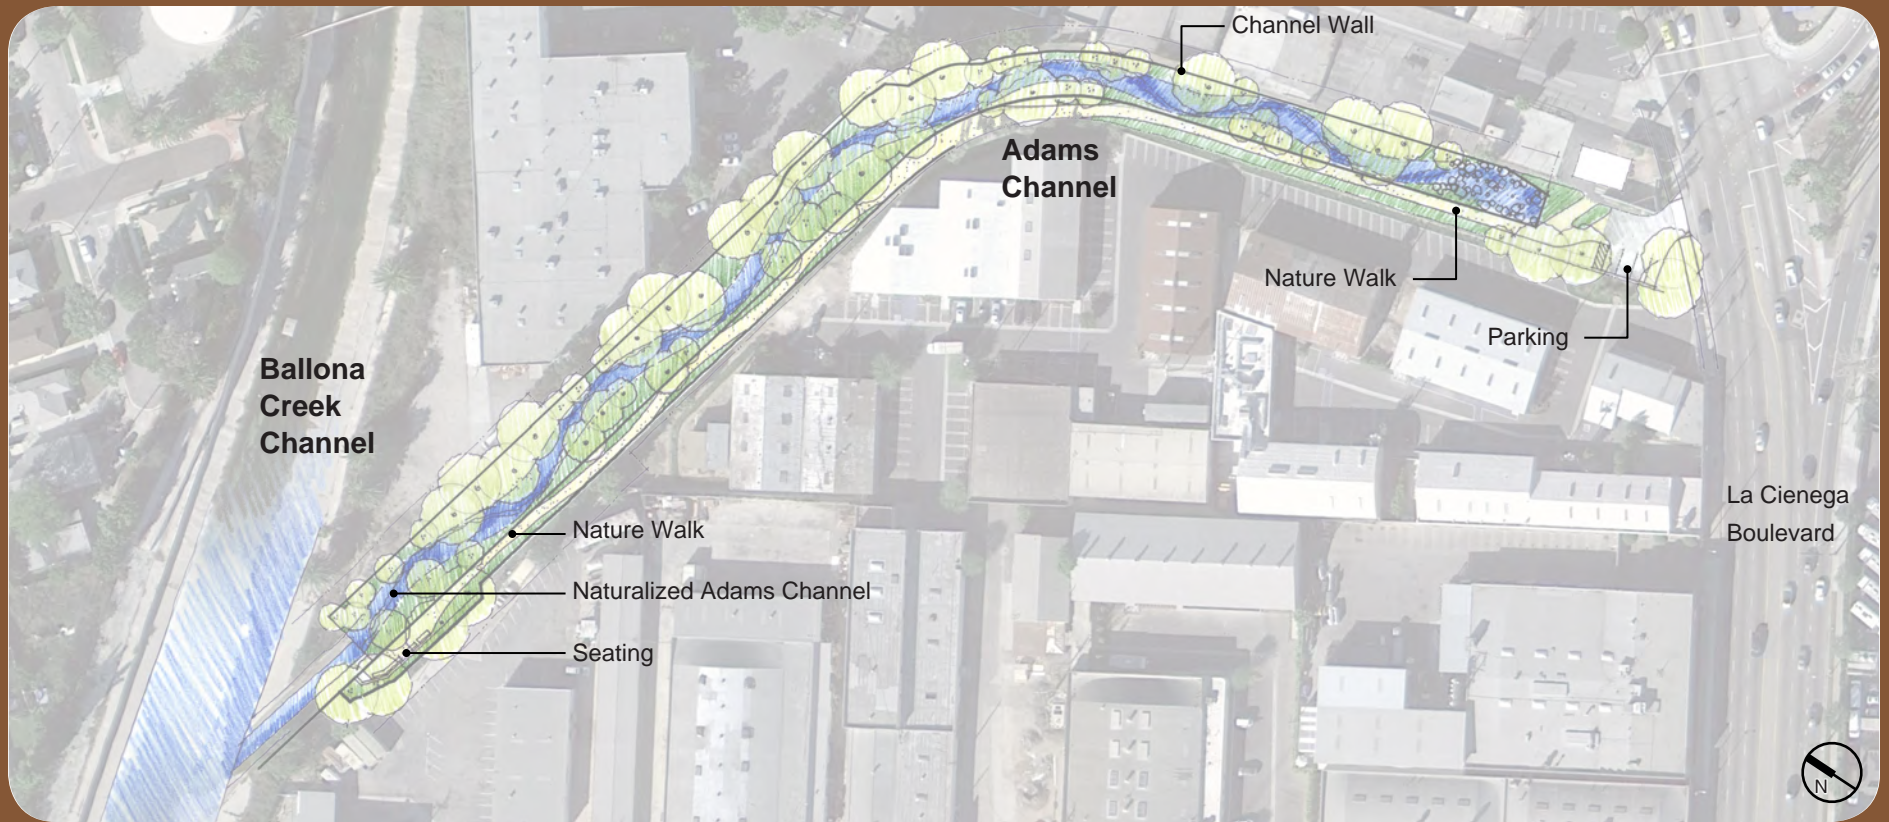 Channel Wall
Adams
Channel
Nature Walk
Parking
Ballona
Creek
Channel
La Cienega
Boulevard
Nature Walk
Naturalized Adams Channel
Seating
N